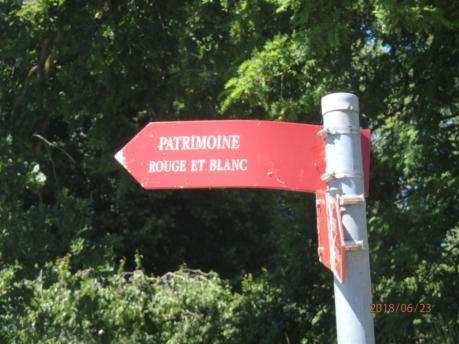 PATRIMOINE
ROUGE ET BLANC
2018/06/23